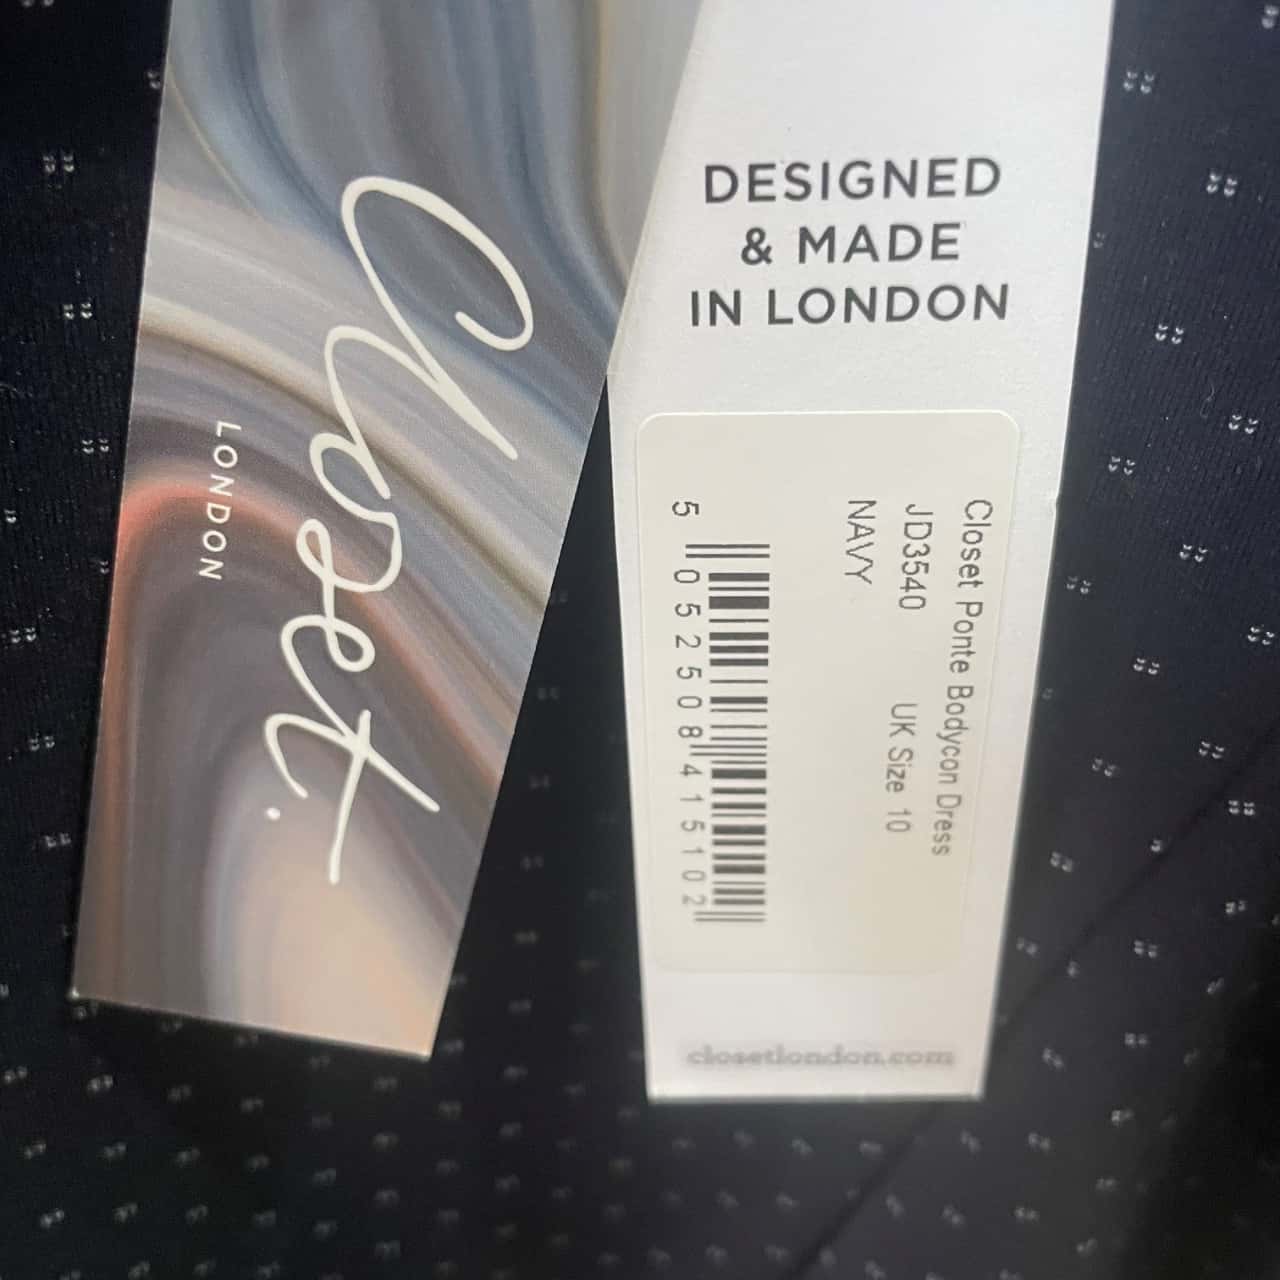 Closet.
LONDON
DESIGNED
& MADE
IN LONDON
Closet Ponte Bodycon Dress
JD3540 UK Size 10
NAVY
5 052508 415102
closetlondon.com